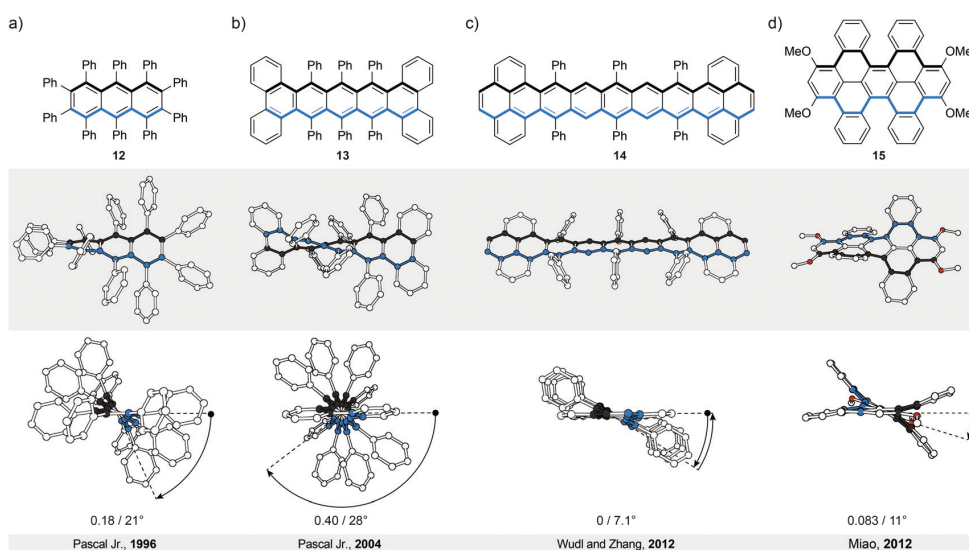 a)
b)
c)
d)
Ph Ph Ph
Ph Ph
Ph Ph
Ph Ph Ph
12
Ph Ph Ph
Ph Ph Ph
13
Ph Ph Ph
Ph Ph Ph
14
MeO OMe
MeO OMe
15
0.18 / 21°
0.40 / 28°
0 / 7.1°
0.083 / 11°
Pascal Jr., 1996
Pascal Jr., 2004
Wudl and Zhang, 2012
Miao, 2012